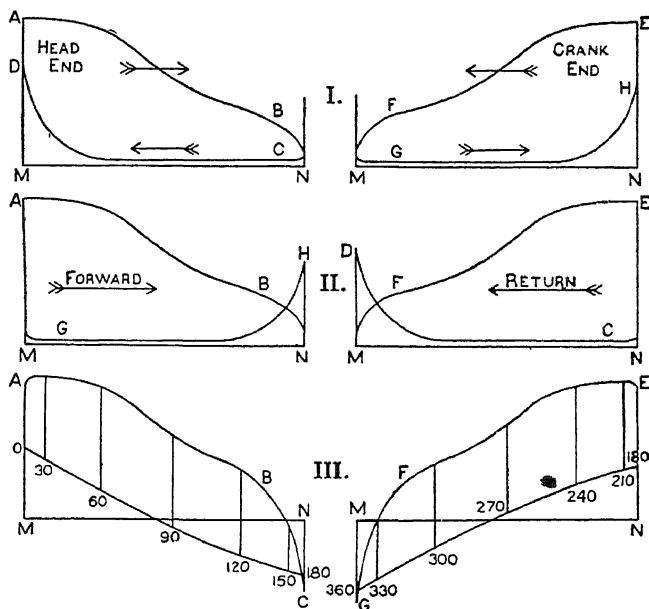 A
HEAD
END
D
B
C
M
N
I.
E
CRANK
END
H
F
G
M
N
A
H
FORWARD
B
G
M
N
II.
E
D
F
RETURN
C
M
N
A
0
30
60
B
M
N
90
120
150
180
C
III.
E
F
180
M
270
240
210
N
300
360
330
G